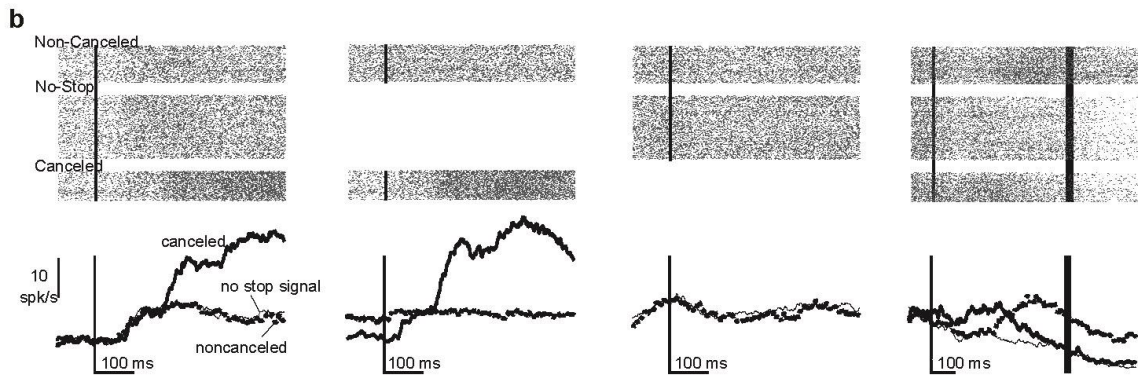 b
Non-Canceled
No-Stop
Canceled
canceled
10
spk/s
no stop signal
noncanceled
100 ms
100 ms
100 ms
100 ms